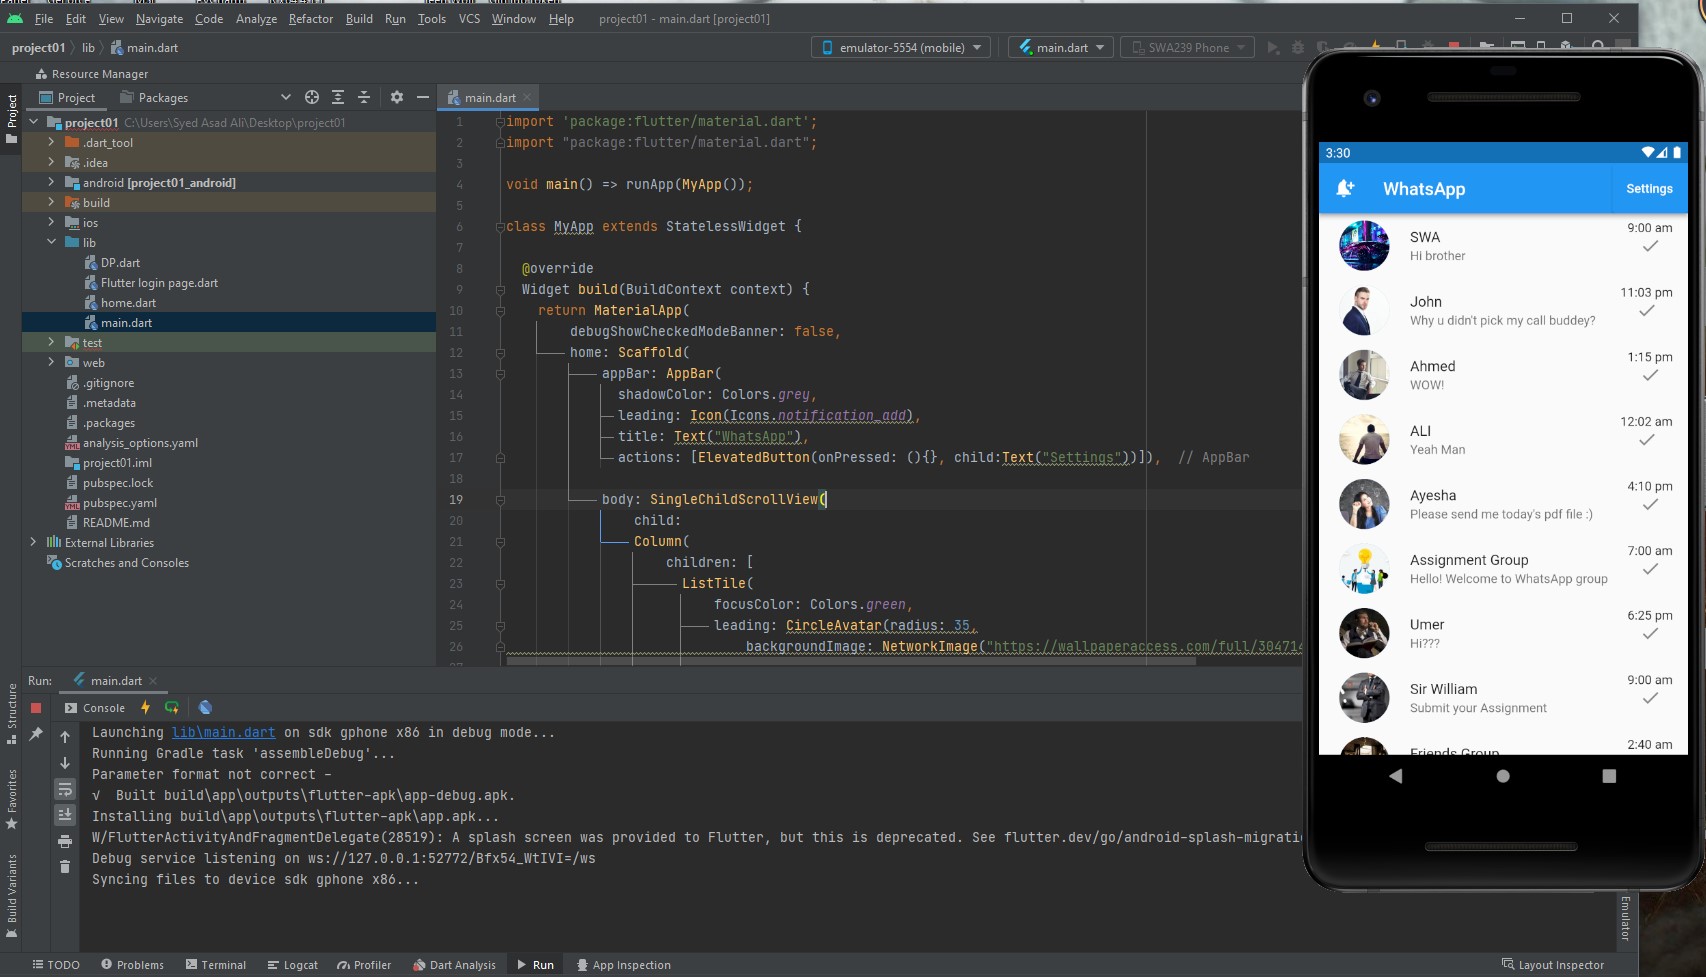 File Edit View Navigate Code Analyze Refactor Build Run Tools VCS Window Help project01 - main.dart [project01]
project01 lib main.dart
emulator-5554 (mobile) main.dart SWA239 Phone
Resource Manager
Project Packages
main.dart
Project
project01 C:\Users\Syed Asad Ali\Desktop\project01
.dart_tool
.idea
android [project01_android]
build
ios
lib
DP.dart
Flutter login page.dart
home.dart
main.dart
test
web
.gitignore
.metadata
.packages
analysis_options.yaml
project01.iml
pubspec.lock
pubspec.yaml
README.md
External Libraries
Scratches and Consoles
1 import 'package:flutter/material.dart';
2 import "package:flutter/material.dart";
3
4 void main() => runApp(MyApp());
5
6 class MyApp extends StatelessWidget {
7
8 @override
9 Widget build(BuildContext context) {
10 return MaterialApp(
11 debugShowCheckedModeBanner: false,
12 home: Scaffold(
13 appBar: AppBar(
14 shadowColor: Colors.grey,
15 leading: Icon(Icons.notification_add),
16 title: Text("WhatsApp"),
17 actions: [ElevatedButton(onPressed: (){}, child:Text("Settings"))]), // AppBar
18
19 body: SingleChildScrollView(
20 child:
21 Column(
22 children: [
23 ListTile(
24 focusColor: Colors.green,
25 leading: CircleAvatar(radius: 35,
26 backgroundImage: NetworkImage("https://wallpaperaccess.com/full/304714
Run: main.dart
Console
Launching lib\main.dart on sdk gphone x86 in debug mode...
Running Gradle task 'assembleDebug'...
Parameter format not correct -
√ Built build\app\outputs\flutter-apk\app-debug.apk.
Installing build\app\outputs\flutter-apk\app.apk...
W/FlutterActivityAndFragmentDelegate(28519): A splash screen was provided to Flutter, but this is deprecated. See flutter.dev/go/android-splash-migratio
Debug service listening on ws://127.0.0.1:52772/Bfx54_WtIVI=/ws
Syncing files to device sdk gphone x86...
Structure
Favorites
Build Variants
Emulator
TODO Problems Terminal Logcat Profiler Dart Analysis Run App Inspection Layout Inspector
3:30
WhatsApp Settings
SWA 9:00 am
Hi brother
John 11:03 pm
Why u didn't pick my call buddey?
Ahmed 1:15 pm
WOW!
ALI 12:02 am
Yeah Man
Ayesha 4:10 pm
Please send me today's pdf file :)
Assignment Group 7:00 am
Hello! Welcome to WhatsApp group
Umer 6:25 pm
Hi???
Sir William 9:00 am
Submit your Assignment
Friends Group 2:40 am